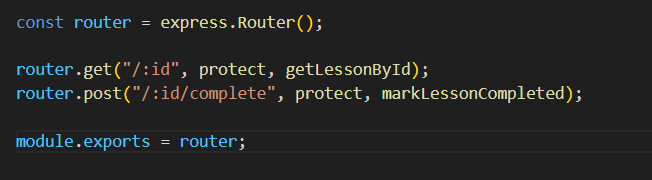 const router = express.Router();
router.get("/:id", protect, getLessonById);
router.post("/:id/complete", protect, markLessonCompleted);
module.exports = router;